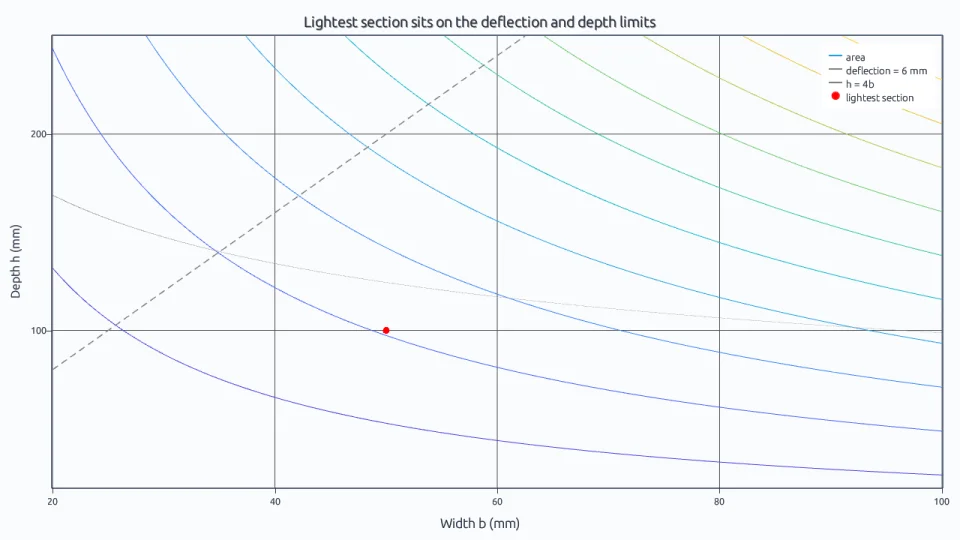 Lightest section sits on the deflection and depth limits
area
deflection = 6 mm
h = 4b
lightest section
200
100
Depth h (mm)
20
40
60
80
100
Width b (mm)